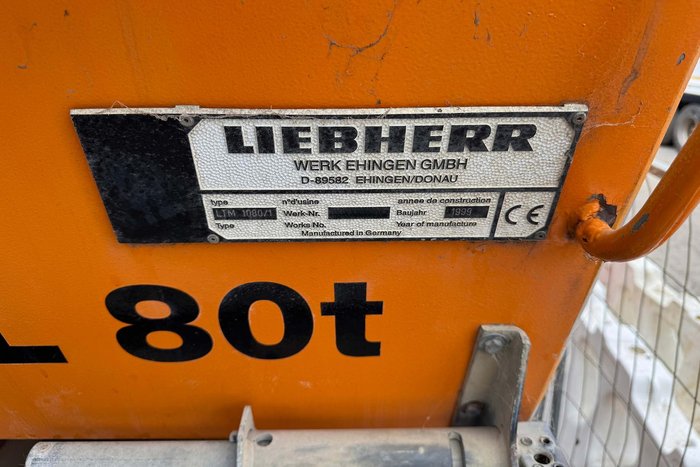 LIEBHERR
WERK EHINGEN GMBH
D-89582 EHINGEN/DONAU
type n°d'usine annee de construction
LTM 1080/1 Werk-Nr. Baujahr 1999
Type Works No. Year of manufacture
Manufactured in Germany
CE
80t